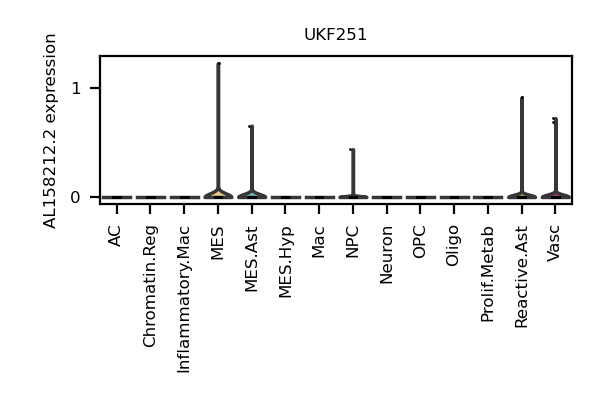 UKF251
AL158212.2 expression
1
0
AC
Chromatin.Reg
Inflammatory.Mac
MES
MES.Ast
MES.Hyp
Mac
NPC
Neuron
OPC
Oligo
Prolif.Metab
Reactive.Ast
Vasc